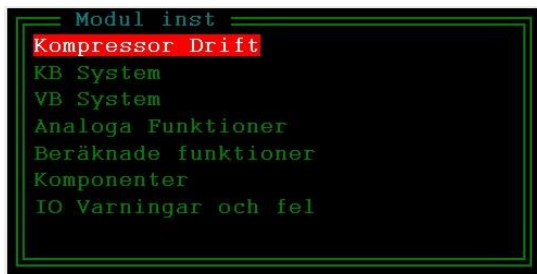 Modul inst
Kompressor Drift
KB System
VB System
Analoga Funktioner
Beräknade funktioner
Komponenter
IO Varningar och fel